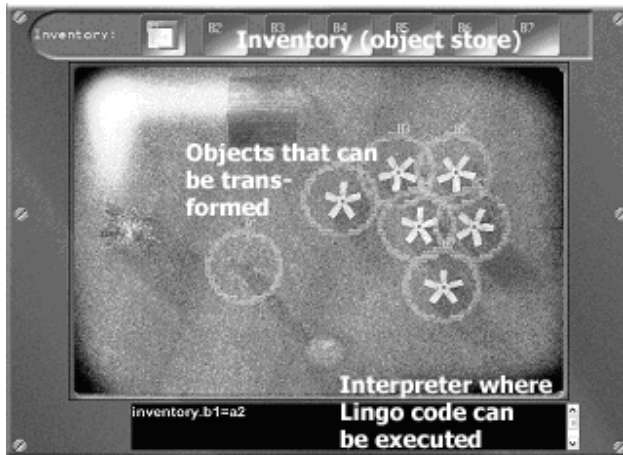 Inventory:
B2 B3 B4 B5 B6 B7
Inventory (object store)
Objects that can
be trans-
formed
Interpreter where
Lingo code can
be executed
inventory.b1=a2